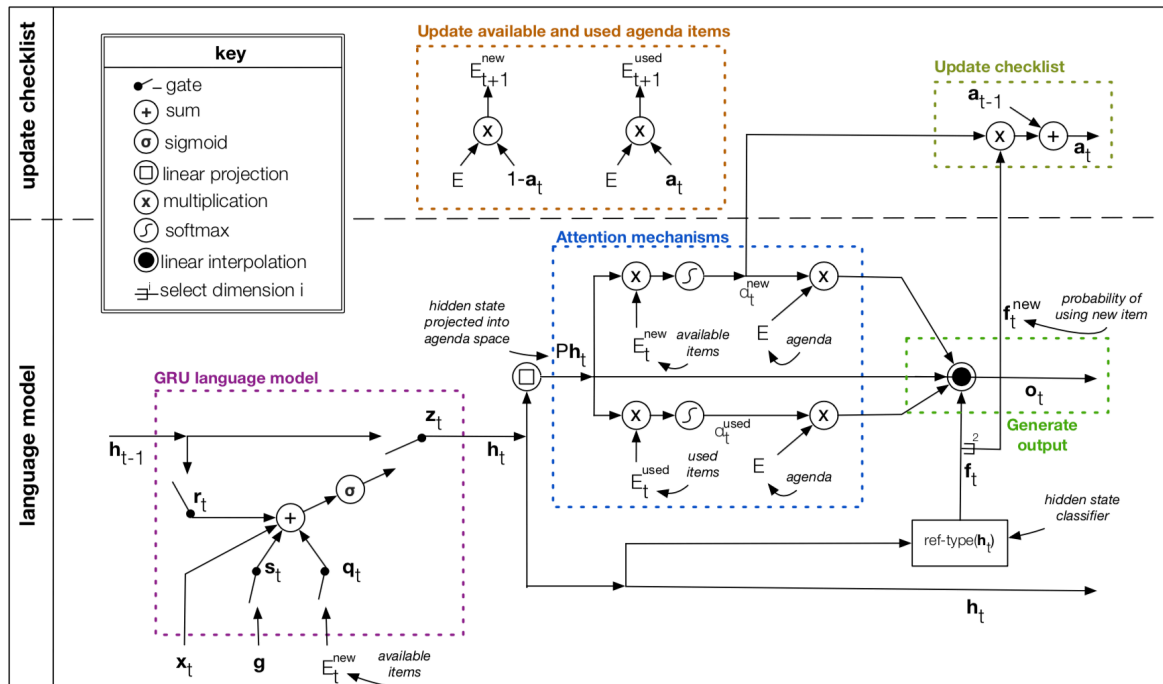 update checklist
language model
key
gate
+ sum
σ sigmoid
linear projection
x multiplication
softmax
linear interpolation
i
select dimension i
Update available and used agenda items
E new t+1
E used t+1
x
x
E
1-a t
E
a t
Update checklist
a t-1
x
+
a t
Attention mechanisms
x
α t new
x
E t new
available
items
E
agenda
hidden state
projected into
agenda space
Ph t
f t new
probability of
using new item
o t
Generate
output
x
α t used
x
E t used
used
items
E
agenda
2
f t
hidden state
classifier
ref-type(h t)
h t
GRU language model
h t-1
z t
h t
r t
σ
+
s t
q t
x t
g
E t new
available
items